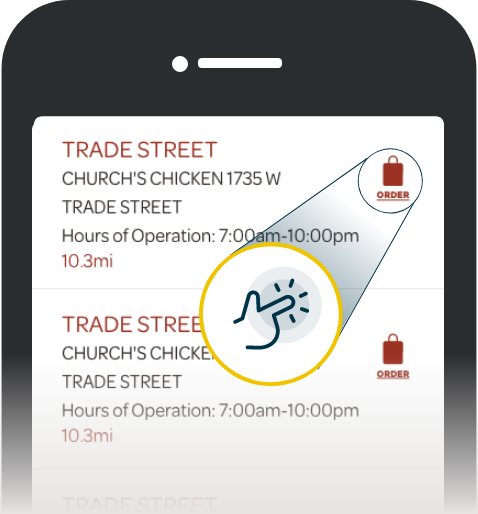 TRADE STREET
CHURCH'S CHICKEN 1735 W
TRADE STREET
Hours of Operation: 7:00am-10:00pm
10.3mi
ORDER
TRADE STREE
CHURCH'S CHICKE
TRADE STREET
Hours of Operation: 7:00am-10:00pm
10.3mi
ORDER
TRADE STREET